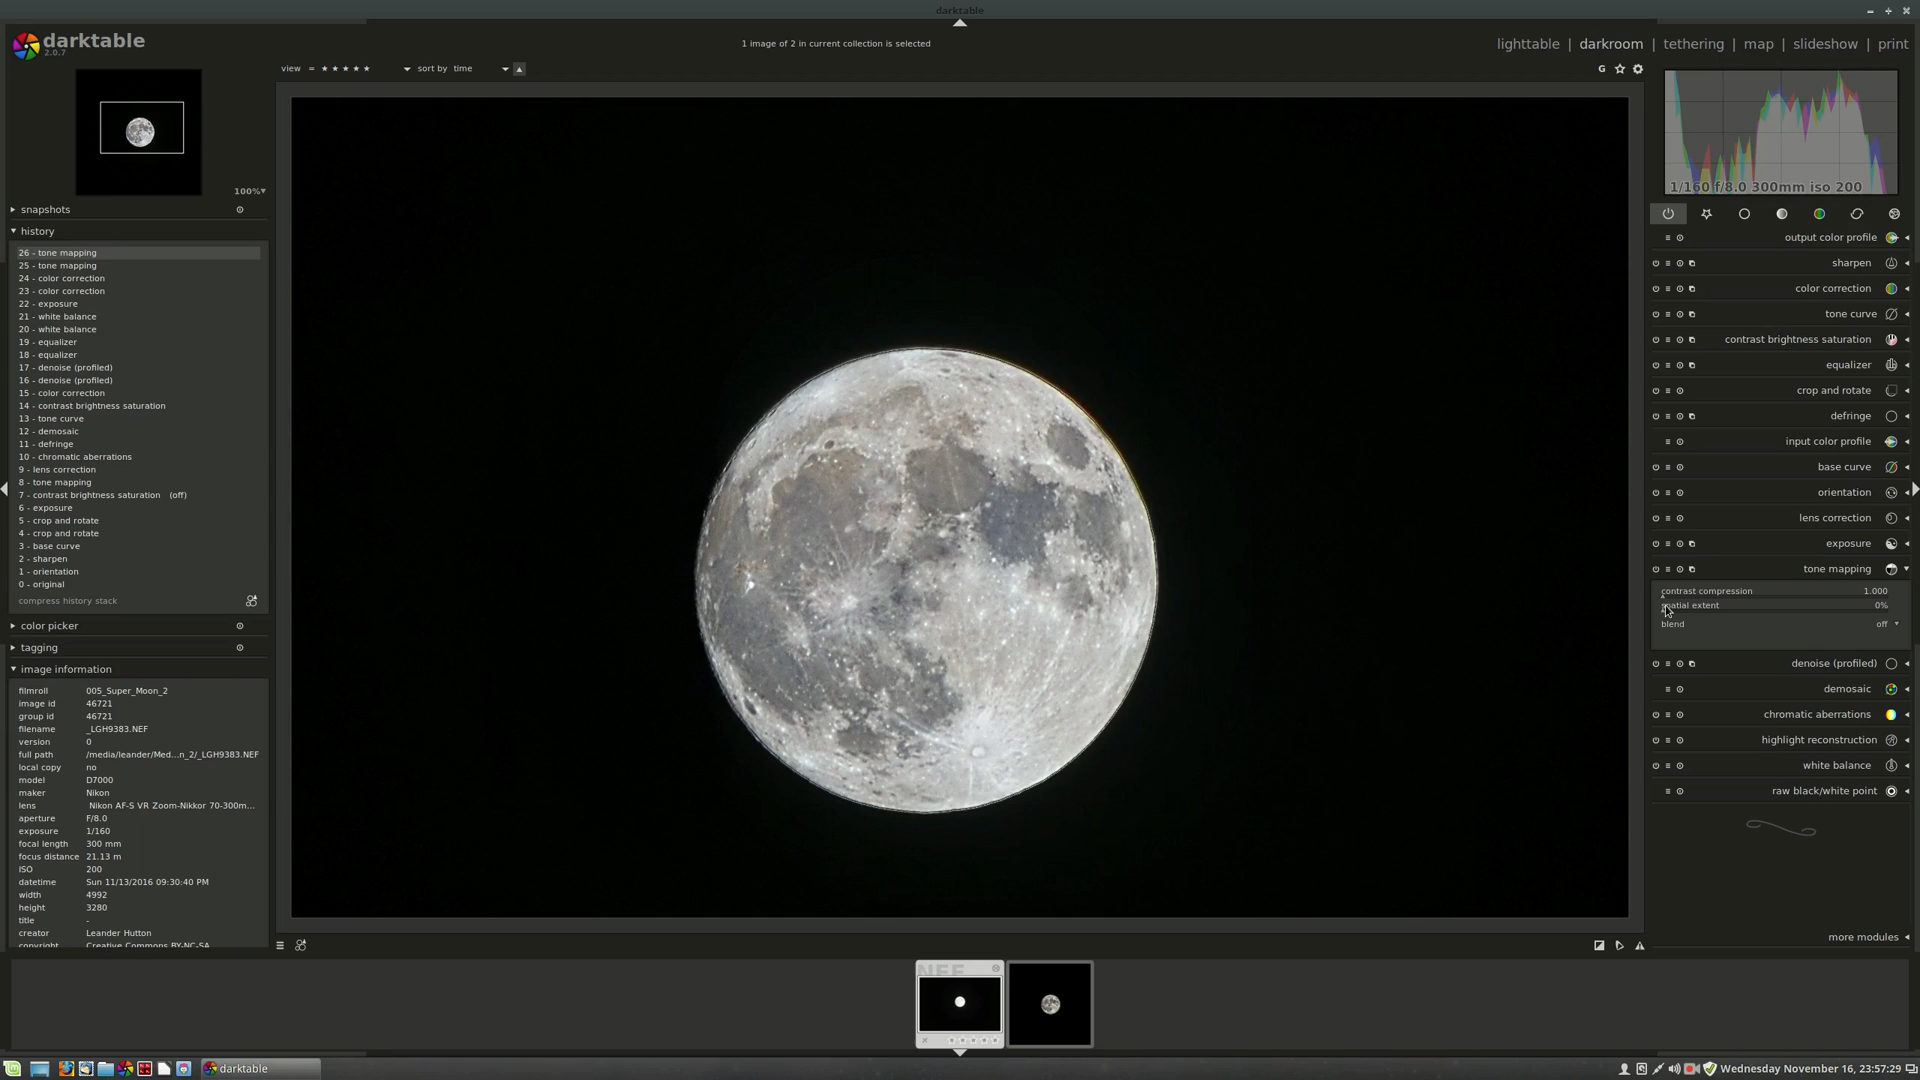 darktable
darktable
2.0.7
1 image of 2 in current collection is selected
lighttable | darkroom | tethering | map | slideshow | print
view = ★ ★ ★ ★ ★ sort by time
G
100%
1/160 f/8.0 300mm iso 200
snapshots
history
26 - tone mapping
25 - tone mapping
24 - color correction
23 - color correction
22 - exposure
21 - white balance
20 - white balance
19 - equalizer
18 - equalizer
17 - denoise (profiled)
16 - denoise (profiled)
15 - color correction
14 - contrast brightness saturation
13 - tone curve
12 - demosaic
11 - defringe
10 - chromatic aberrations
9 - lens correction
8 - tone mapping
7 - contrast brightness saturation (off)
6 - exposure
5 - crop and rotate
4 - crop and rotate
3 - base curve
2 - sharpen
1 - orientation
0 - original
compress history stack
color picker
tagging
image information
filmroll 005_Super_Moon_2
image id 46721
group id 46721
filename _LGH9383.NEF
version 0
full path /media/leander/Med...n_2/_LGH9383.NEF
local copy no
model D7000
maker Nikon
lens Nikon AF-S VR Zoom-Nikkor 70-300m...
aperture F/8.0
exposure 1/160
focal length 300 mm
focus distance 21.13 m
ISO 200
datetime Sun 11/13/2016 09:30:40 PM
width 4992
height 3280
title -
creator Leander Hutton
copyright Creative Commons BY-NC-SA
output color profile
sharpen
color correction
tone curve
contrast brightness saturation
equalizer
crop and rotate
defringe
input color profile
base curve
orientation
lens correction
exposure
tone mapping
contrast compression 1.000
spatial extent 0%
blend off
denoise (profiled)
demosaic
chromatic aberrations
highlight reconstruction
white balance
raw black/white point
more modules
NEF
darktable
Wednesday November 16, 23:57:29